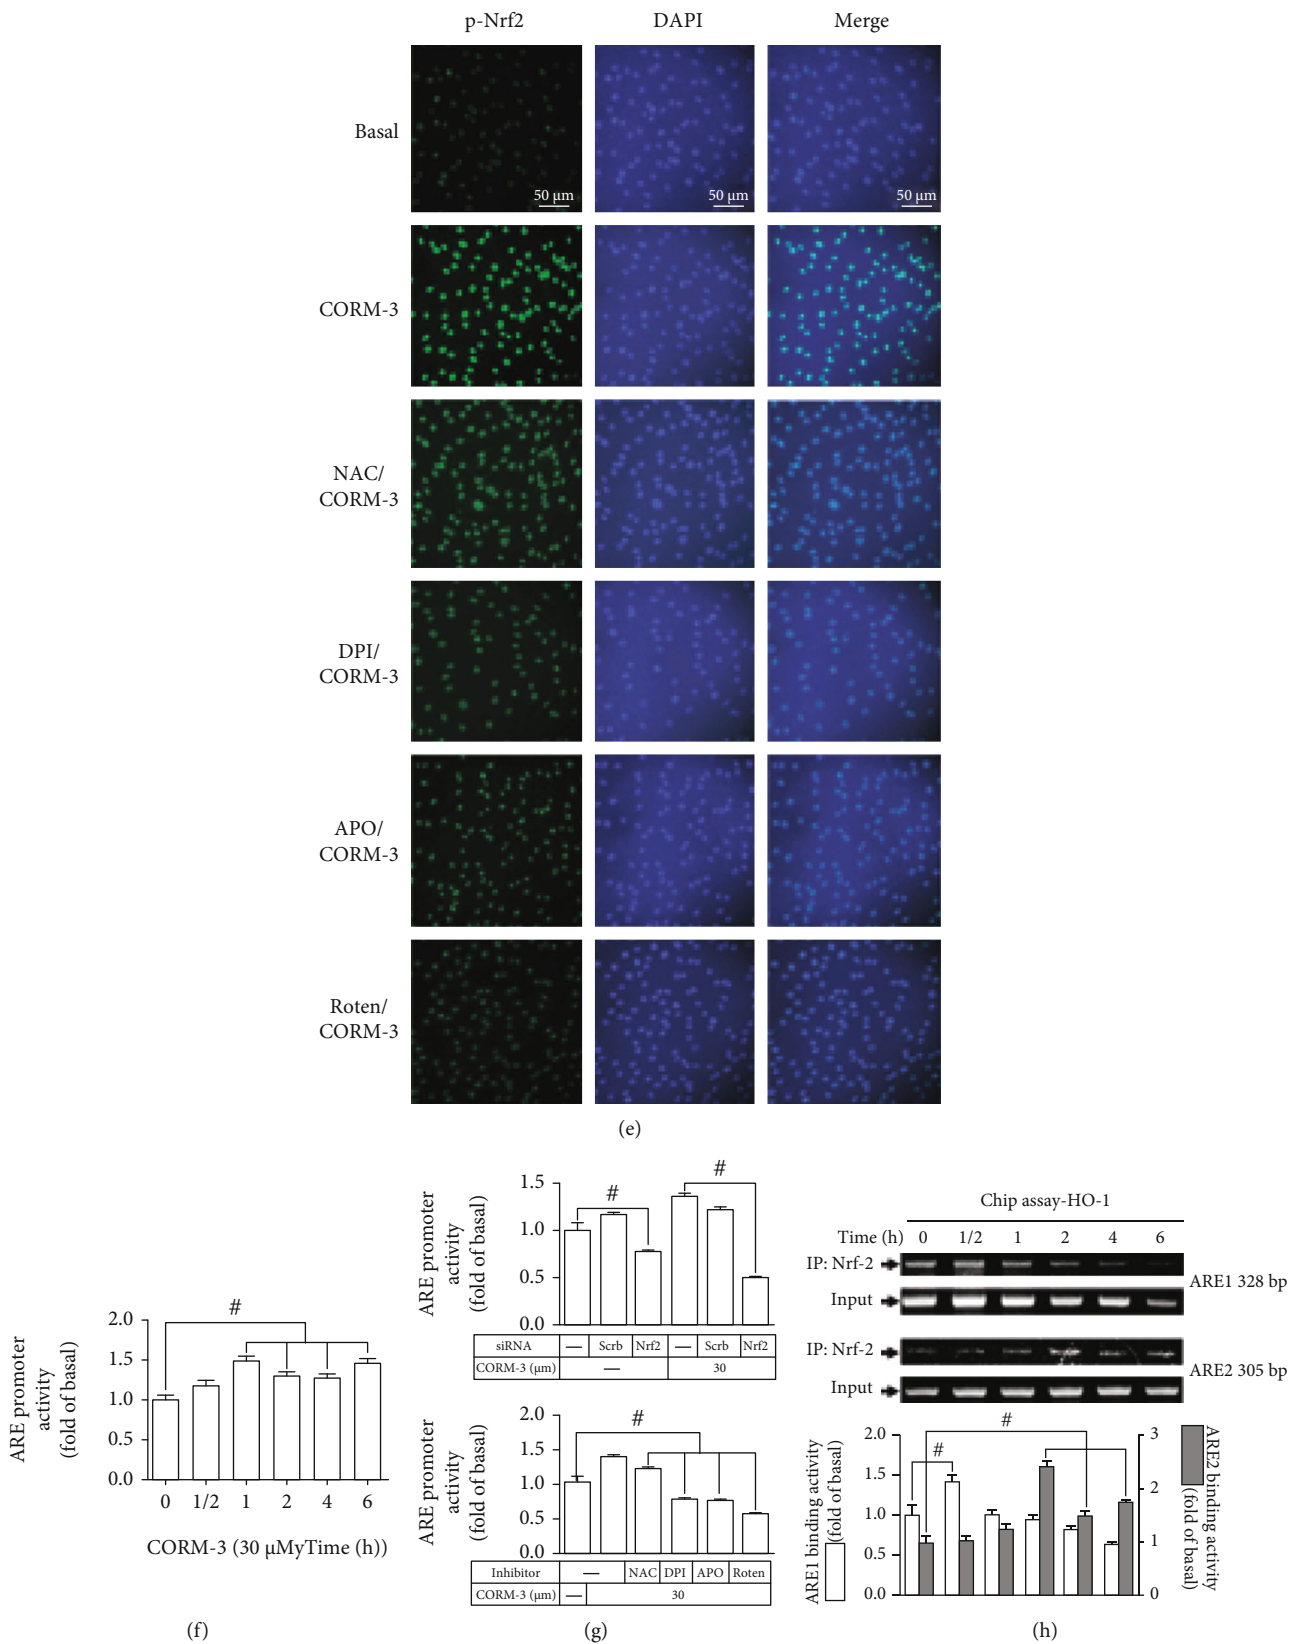 p-Nrf2 DAPI Merge
Basal
50 μm 50 μm 50 μm
CORM-3
NAC/
CORM-3
DPI/
CORM-3
APO/
CORM-3
Roten/
CORM-3
(e)
ARE promoter
activity
(fold of basal)
2.0
1.5
1.0
0.5
0.0
#
0 1/2 1 2 4 6
CORM-3 (30 μMyTime (h))
(f)
ARE promoter
activity
(fold of basal)
1.5
1.0
0.5
0.0
# #
siRNA — Scrb Nrf2 — Scrb Nrf2
CORM-3 (μm) — 30
ARE promoter
activity
(fold of basal)
2.0
1.5
1.0
0.5
0.0
#
Inhibitor — NAC DPI APO Roten
CORM-3 (μm) — 30
(g)
Chip assay-HO-1
Time (h) 0 1/2 1 2 4 6
IP: Nrf-2
Input
ARE1 328 bp
IP: Nrf-2
Input
ARE2 305 bp
ARE1 binding activity
(fold of basal)
2.0
1.5
1.0
0.5
0.0
# #
3
2
1
0
ARE2 binding activity
(fold of basal)
(h)